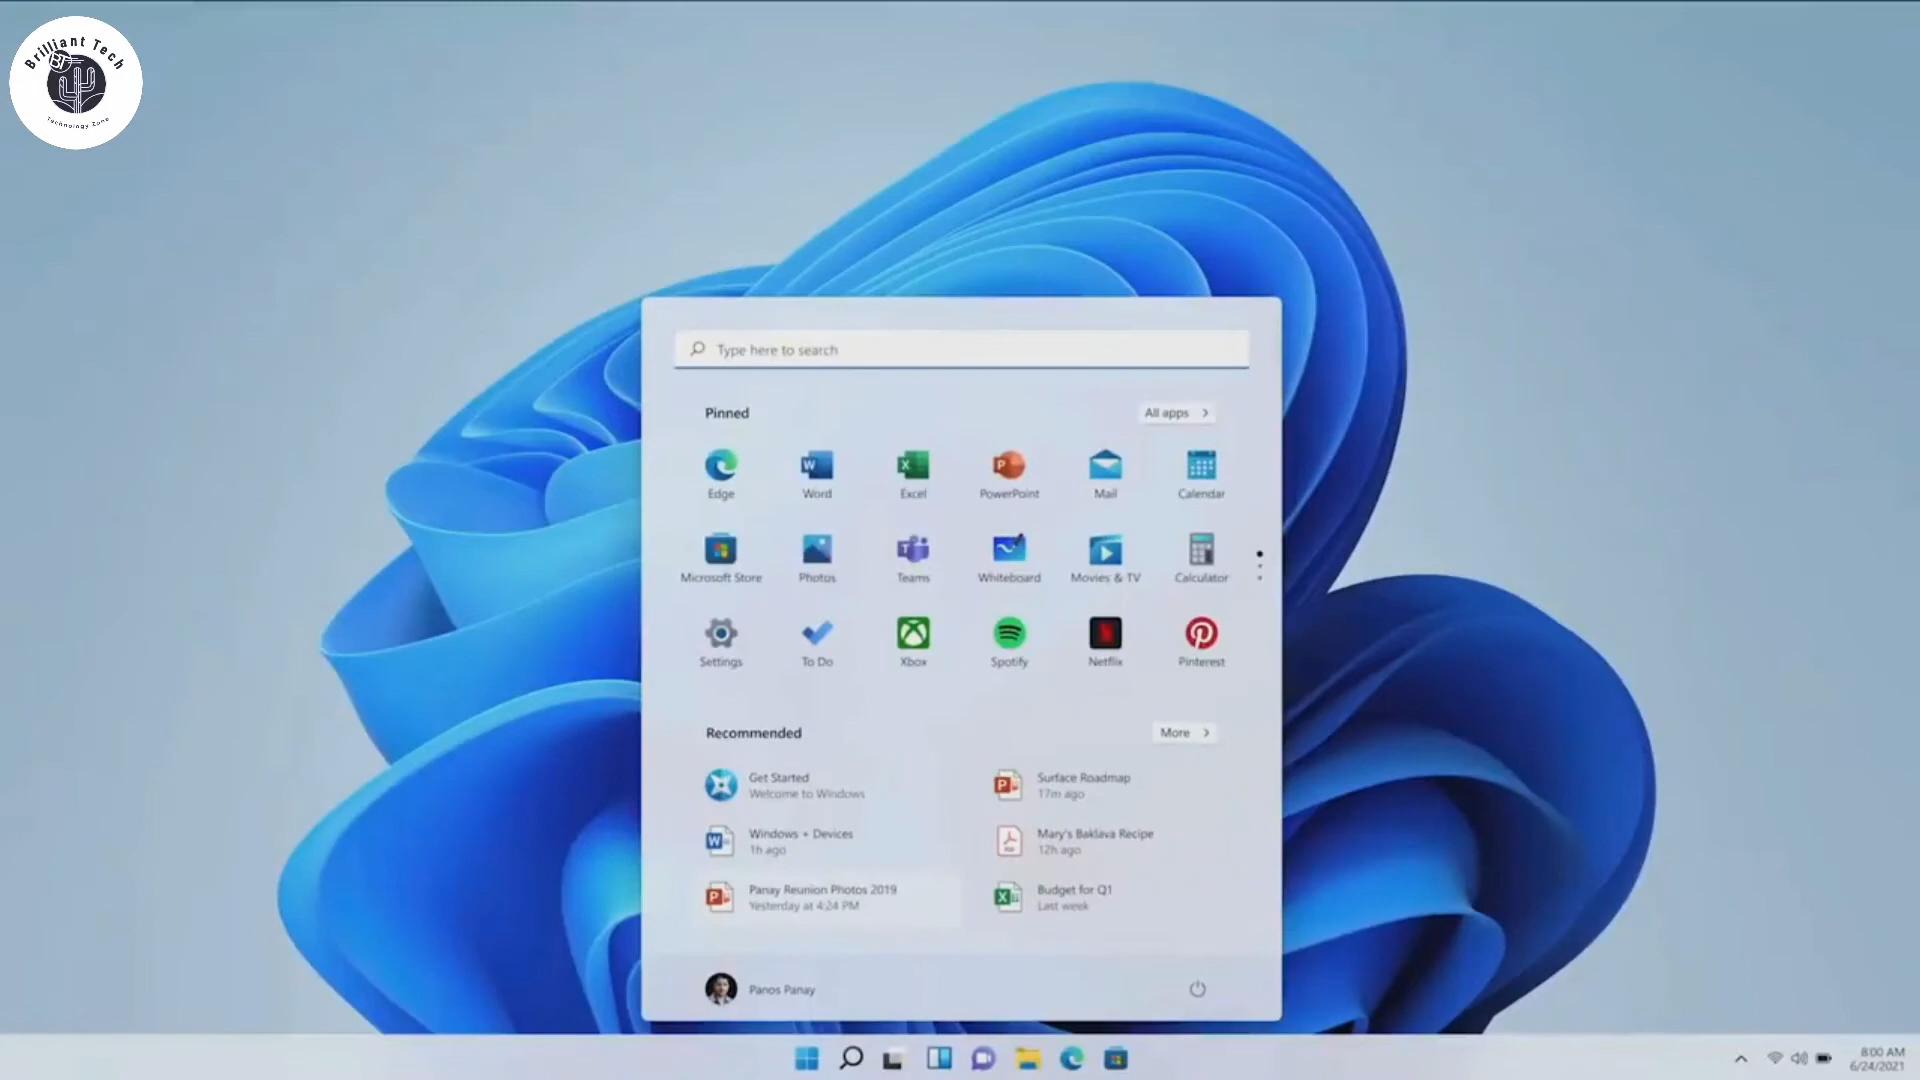 Brilliant Tech
BT
Technology Zone
Type here to search
Pinned
All apps
Edge
Word
Excel
PowerPoint
Mail
Calendar
Microsoft Store
Photos
Teams
Whiteboard
Movies & TV
Calculator
Settings
To Do
Xbox
Spotify
Netflix
Pinterest
Recommended
More
Get Started
Welcome to Windows
Surface Roadmap
17m ago
Windows + Devices
1h ago
Mary's Baklava Recipe
12h ago
Panay Reunion Photos 2019
Yesterday at 4:24 PM
Budget for Q1
Last week
Panos Panay
8:00 AM
6/24/2021